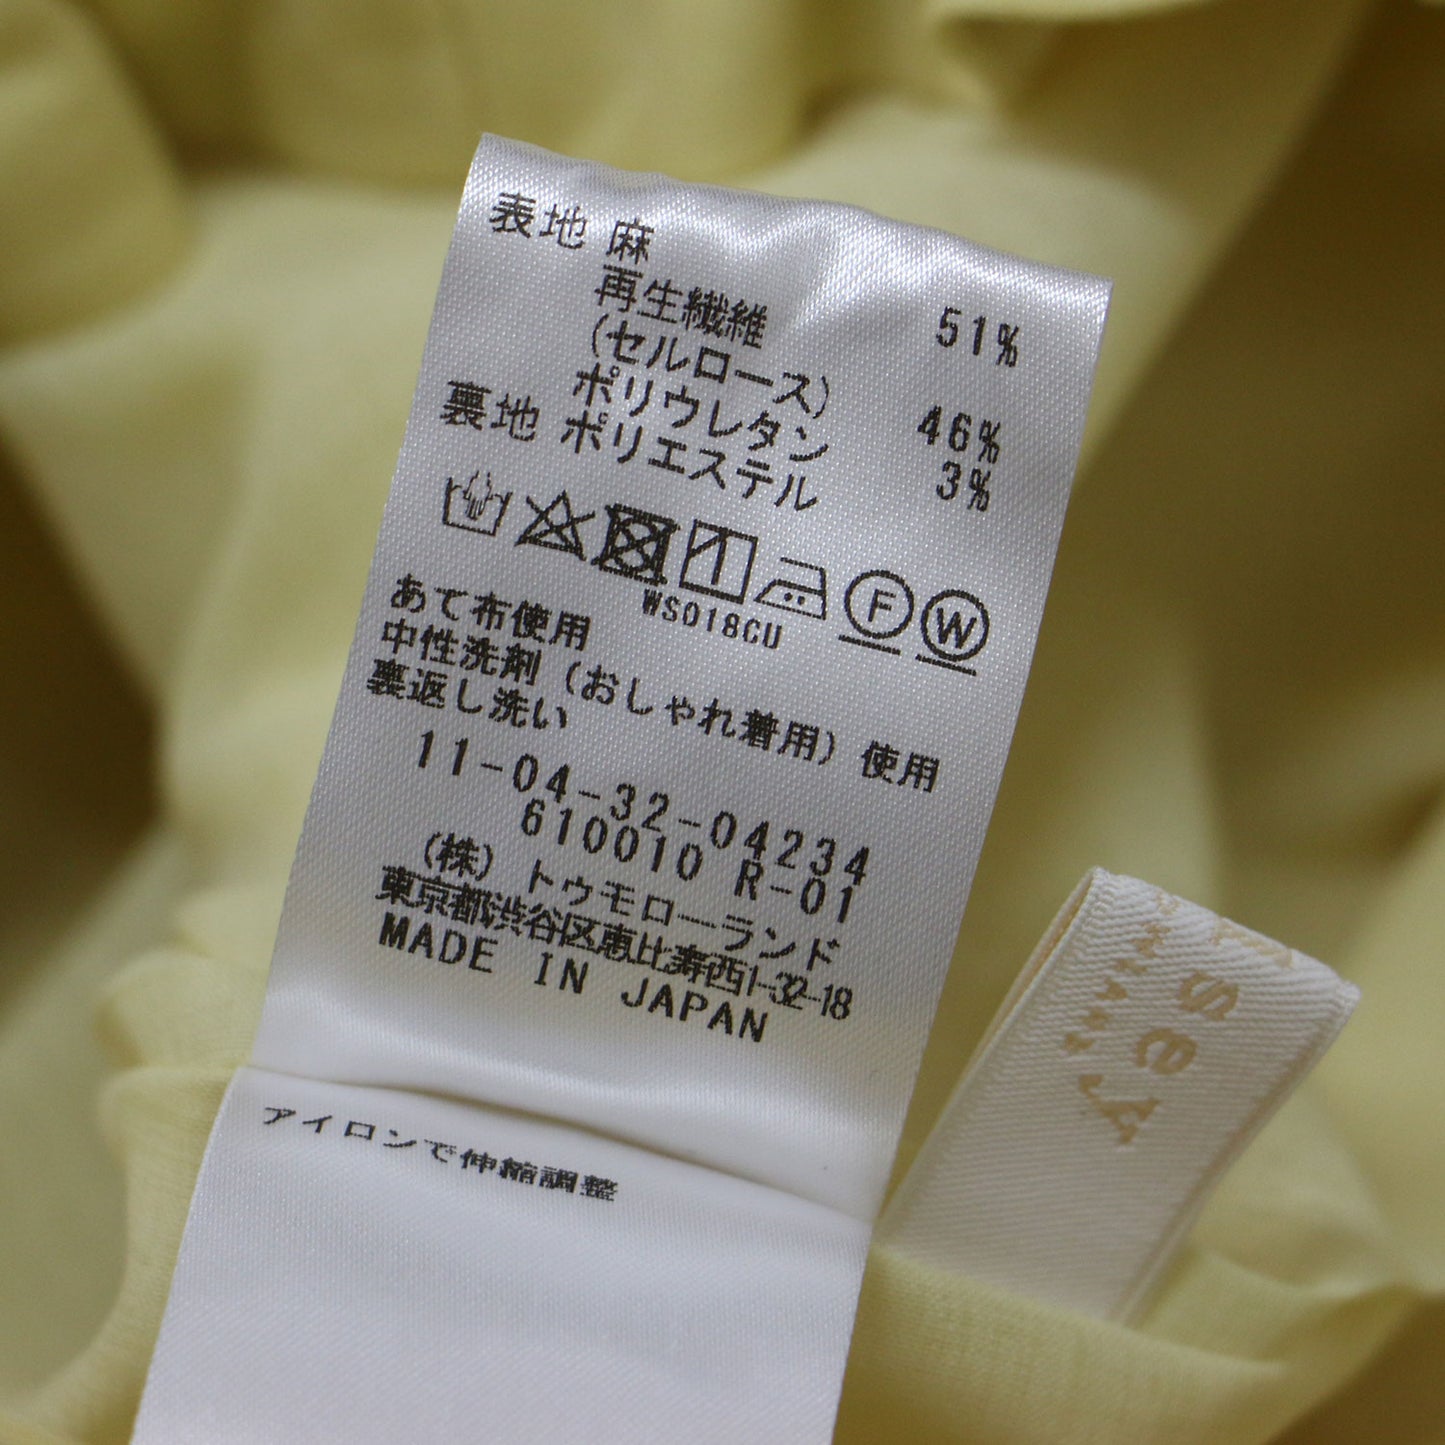 表地 麻 51%
再生繊維
(セルロース) 46%
ポリウレタン 3%
裏地 ポリエステル
F W
WS018CU
あて布使用
中性洗剤(おしゃれ着用)使用
裏返し洗い
11-04-32-04234
610010 R-01
(株)トゥモローランド
東京都渋谷区恵比寿西1-32-18
MADE IN JAPAN
アイロンで伸縮調整
sey